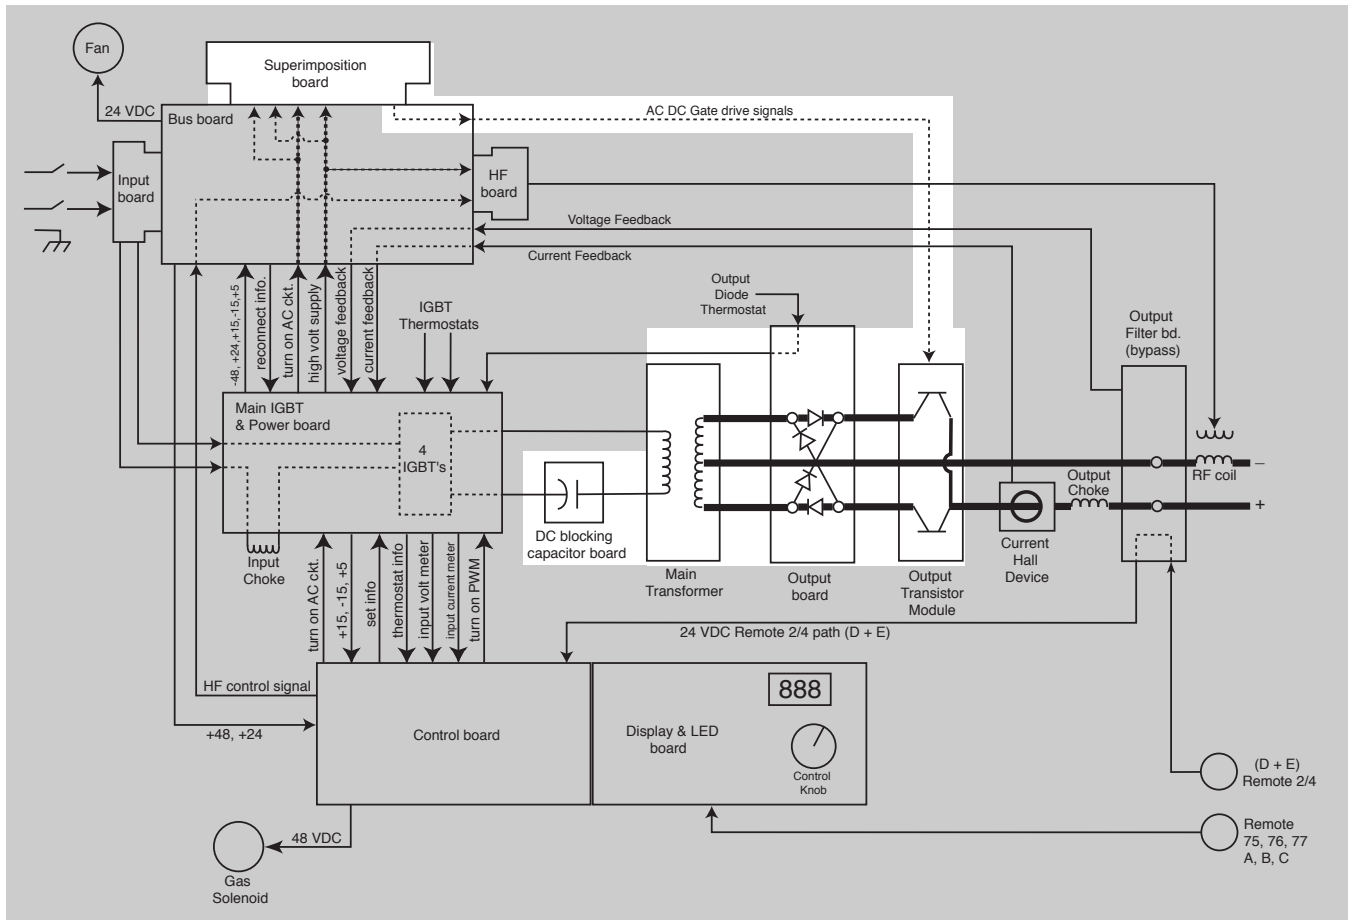 Fan
24 VDC
Superimposition
board
Bus board
AC DC Gate drive signals
Input
board
HF
board
Voltage Feedback
Current Feedback
-48, +24,+15,-15,+5
reconnect info.
turn on AC ckt.
high volt supply
voltage feedback
current feedback
IGBT
Thermostats
Output
Diode
Thermostat
Output
Filter bd.
(bypass)
Main IGBT
& Power board
4
IGBT's
DC blocking
capacitor board
Input
Choke
Main
Transformer
Output
board
Output
Transistor
Module
Current
Hall
Device
Output
Choke
RF coil
–
+
turn on AC ckt.
+15, -15, +5
set info
thermostat info
input volt meter
input current meter
turn on PWM
24 VDC Remote 2/4 path (D + E)
HF control signal
+48, +24
Control board
Display & LED
board
888
Control
Knob
(D + E)
Remote 2/4
Remote
75, 76, 77
A, B, C
48 VDC
Gas
Solenoid